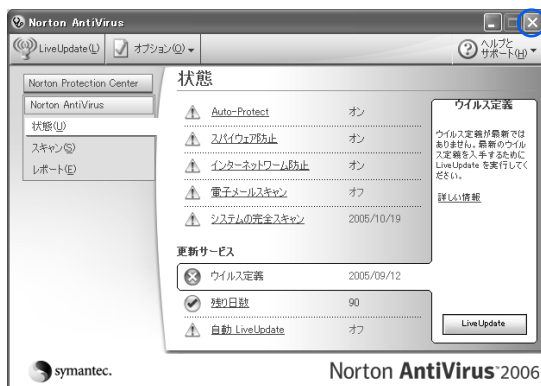 Norton AntiVirus
LiveUpdate(L) オプション(O) ヘルプと
サポート(H)
Norton Protection Center
Norton AntiVirus
状態(U)
スキャン(S)
レポート(E)
状態
Auto-Protect オン
スパイウェア防止 オン
インターネットワーム防止 オン
電子メールスキャン オフ
システムの完全スキャン 2005/10/19
更新サービス
ウイルス定義 2005/09/12
残り日数 90
自動 LiveUpdate オフ
ウイルス定義
ウイルス定義が最新では
ありません。最新のウイル
ス定義を入手するために
LiveUpdate を実行してく
ださい。
詳しい情報
LiveUpdate
symantec.
Norton AntiVirus 2006